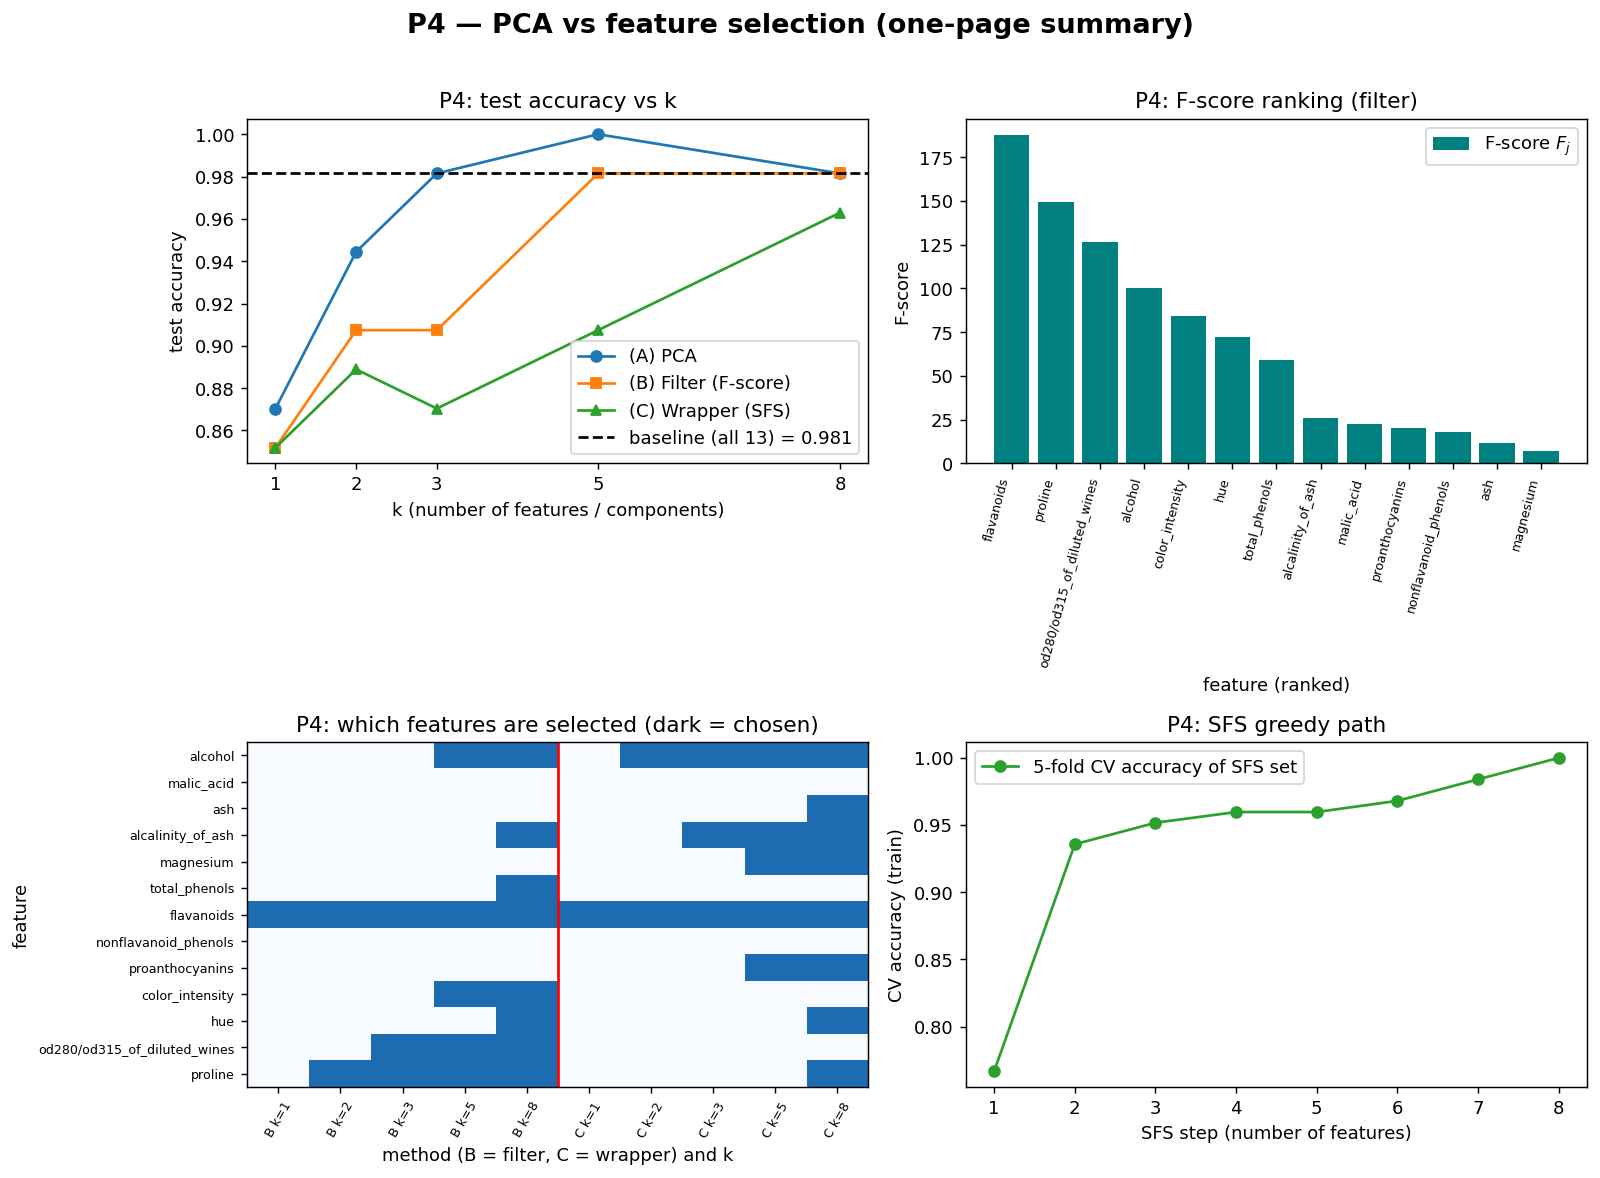 P4 — PCA vs feature selection (one-page summary)
P4: test accuracy vs k
1.00
0.98
0.96
0.94
0.92
0.90
0.88
0.86
test accuracy
(A) PCA
(B) Filter (F-score)
(C) Wrapper (SFS)
baseline (all 13) = 0.981
1 2 3 5 8
k (number of features / components)
P4: F-score ranking (filter)
F-score F_j
175
150
125
100
75
50
25
0
F-score
flavanoids
proline
od280/od315_of_diluted_wines
alcohol
color_intensity
hue
total_phenols
alcalinity_of_ash
malic_acid
proanthocyanins
nonflavanoid_phenols
ash
magnesium
feature (ranked)
P4: which features are selected (dark = chosen)
feature
alcohol
malic_acid
ash
alcalinity_of_ash
magnesium
total_phenols
flavanoids
nonflavanoid_phenols
proanthocyanins
color_intensity
hue
od280/od315_of_diluted_wines
proline
B k=1
B k=2
B k=3
B k=5
B k=8
C k=1
C k=2
C k=3
C k=5
C k=8
method (B = filter, C = wrapper) and k
P4: SFS greedy path
5-fold CV accuracy of SFS set
1.00
0.95
0.90
0.85
0.80
CV accuracy (train)
1 2 3 4 5 6 7 8
SFS step (number of features)